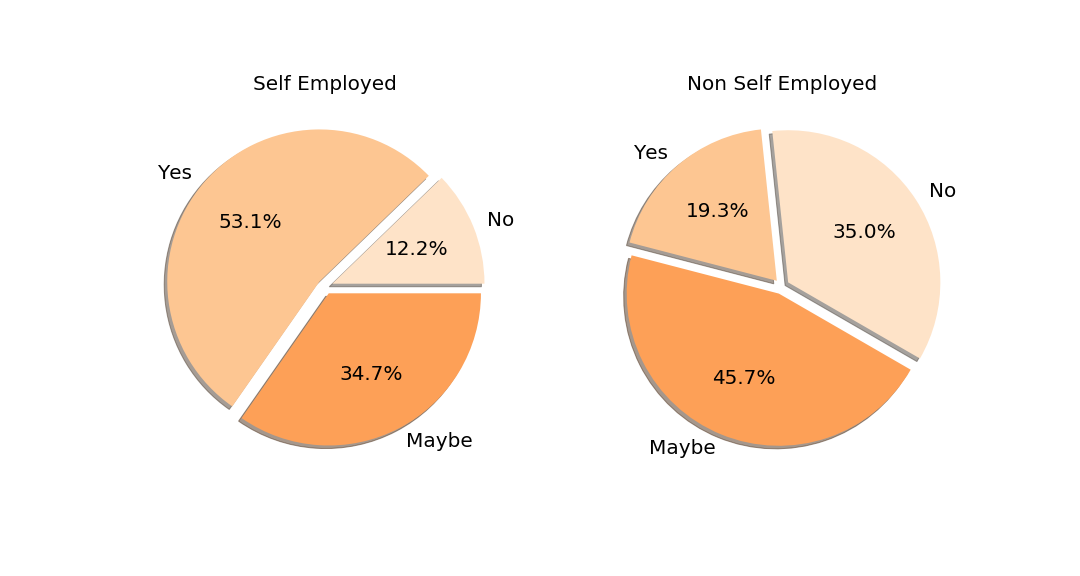 Self Employed
Yes
53.1%
No
12.2%
34.7%
Maybe
Non Self Employed
Yes
19.3%
No
35.0%
45.7%
Maybe